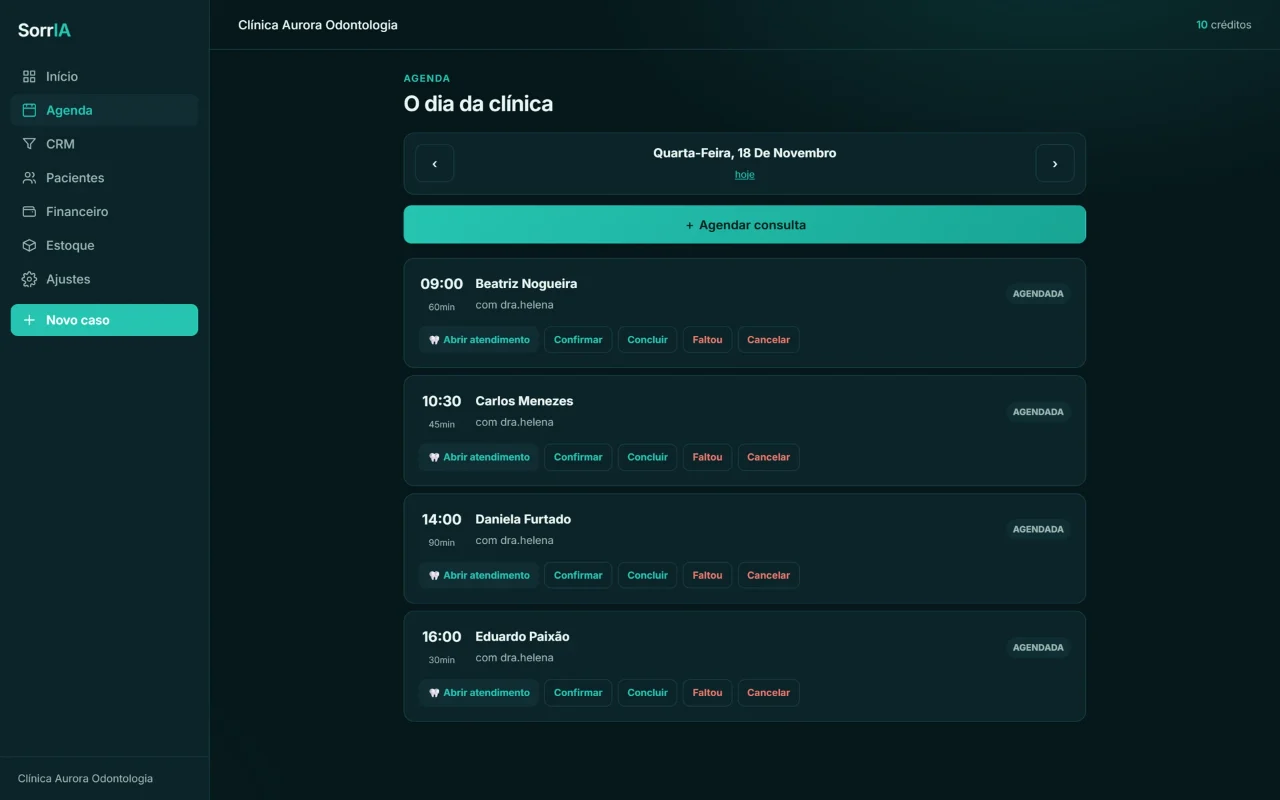 SorrIA
Clínica Aurora Odontologia
10 créditos
Início
Agenda
CRM
Pacientes
Financeiro
Estoque
Ajustes
+ Novo caso
AGENDA
O dia da clínica
‹
Quarta-Feira, 18 De Novembro
›
hoje
+ Agendar consulta
09:00 Beatriz Nogueira
60min com dra.helena
AGENDADA
Abrir atendimento Confirmar Concluir Faltou Cancelar
10:30 Carlos Menezes
45min com dra.helena
AGENDADA
Abrir atendimento Confirmar Concluir Faltou Cancelar
14:00 Daniela Furtado
90min com dra.helena
AGENDADA
Abrir atendimento Confirmar Concluir Faltou Cancelar
16:00 Eduardo Paixão
30min com dra.helena
AGENDADA
Abrir atendimento Confirmar Concluir Faltou Cancelar
Clínica Aurora Odontologia